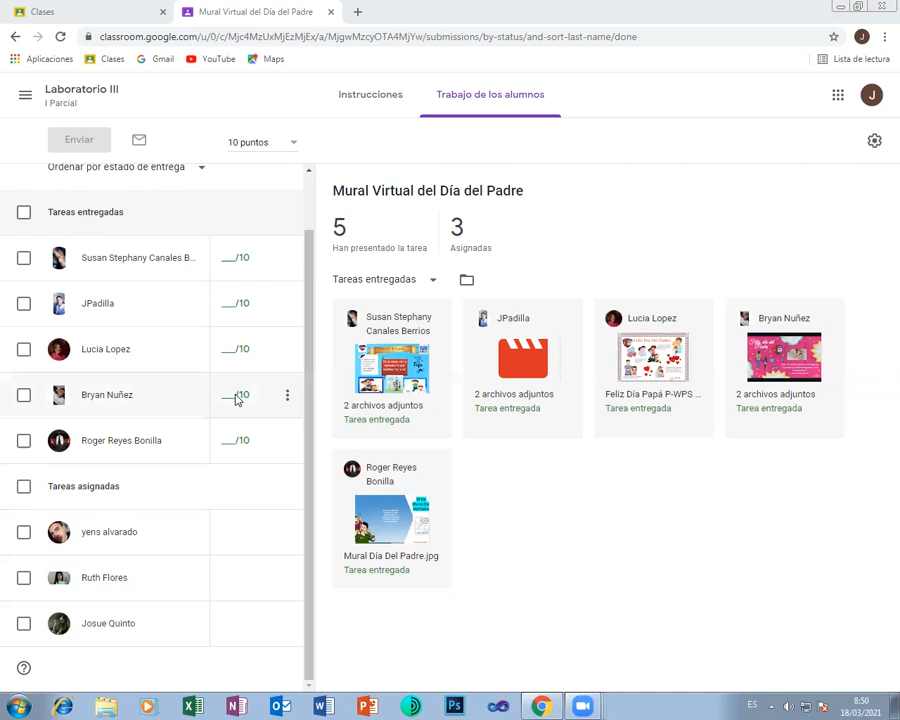 Clases
Mural Virtual del Día del Padre
classroom.google.com/u/0/c/Mjc4MzUxMjEzMjEx/a/MjgwMzcyOTA4MjYw/submissions/by-status/and-sort-last-name/done
J
Aplicaciones
Clases
Gmail
YouTube
Maps
Lista de lectura
Laboratorio III
I Parcial
Instrucciones
Trabajo de los alumnos
J
Enviar
10 puntos
Ordenar por estado de entrega
Tareas entregadas
Susan Stephany Canales B...
___/10
JPadilla
___/10
Lucia Lopez
___/10
Bryan Nuñez
___/10
Roger Reyes Bonilla
___/10
Tareas asignadas
yens alvarado
Ruth Flores
Josue Quinto
Mural Virtual del Día del Padre
5
Han presentado la tarea
3
Asignadas
Tareas entregadas
Susan Stephany
Canales Berrios
2 archivos adjuntos
Tarea entregada
JPadilla
2 archivos adjuntos
Tarea entregada
Lucia Lopez
Feliz Día Papá P-WPS ...
Tarea entregada
Bryan Nuñez
2 archivos adjuntos
Tarea entregada
Roger Reyes
Bonilla
Mural Día Del Padre.jpg
Tarea entregada
ES
8:50
18/03/2021